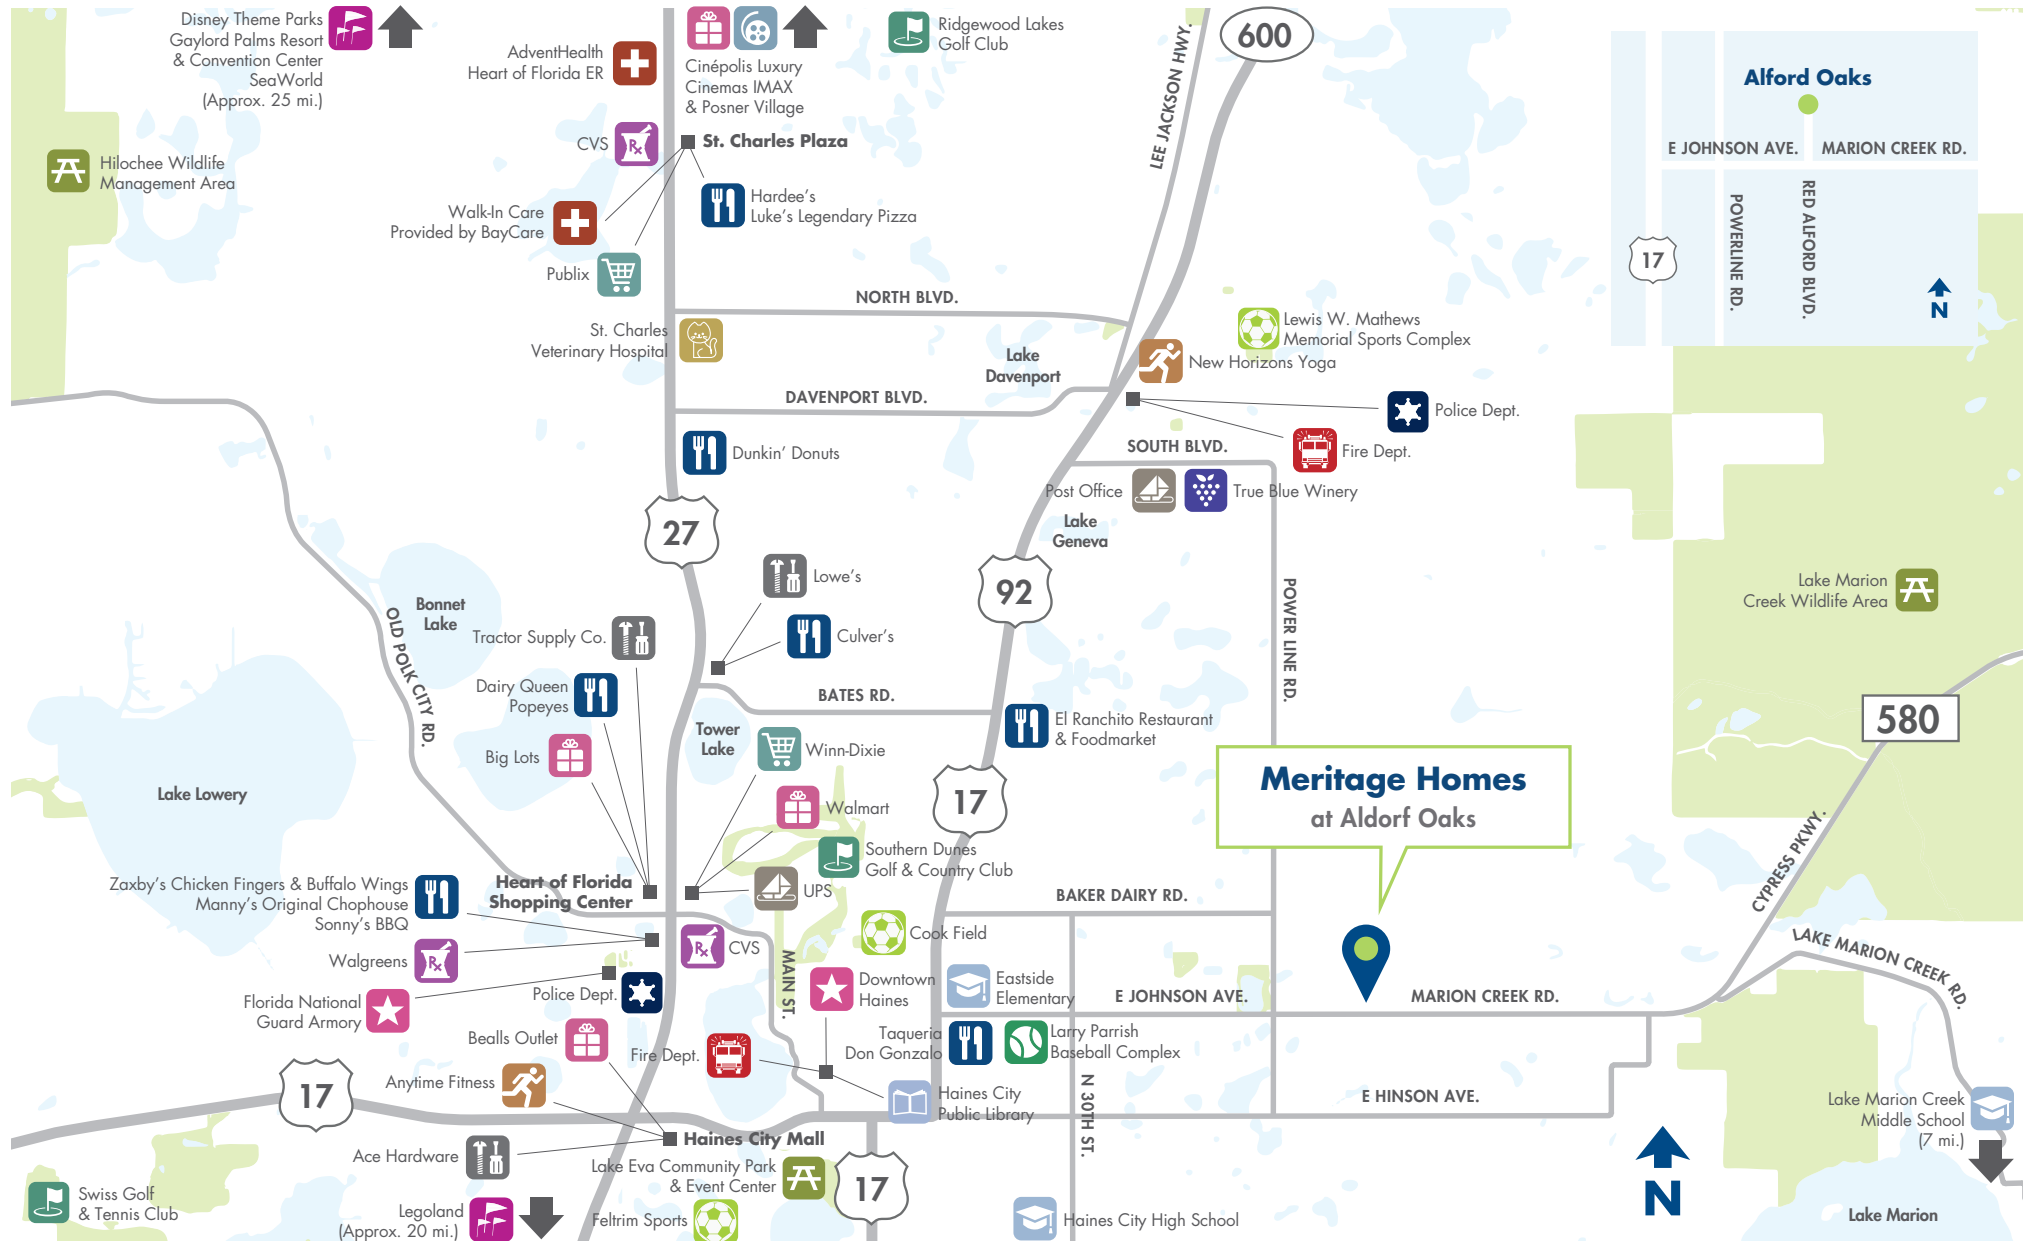 Disney Theme Parks
Gaylord Palms Resort
& Convention Center
SeaWorld
(Approx. 25 mi.)
AdventHealth
Heart of Florida ER
Cinépolis Luxury
Cinemas IMAX
& Posner Village
Ridgewood Lakes
Golf Club
LEE JACKSON HWY.
600
Alford Oaks
E JOHNSON AVE.
MARION CREEK RD.
POWERLINE RD.
RED ALFORD BLVD.
17
N
CVS
Rx
St. Charles Plaza
Hilochee Wildlife
Management Area
Hardee's
Luke's Legendary Pizza
Walk-In Care
Provided by BayCare
Publix
NORTH BLVD.
St. Charles
Veterinary Hospital
Lewis W. Mathews
Memorial Sports Complex
New Horizons Yoga
Lake
Davenport
DAVENPORT BLVD.
Police Dept.
Fire Dept.
Dunkin' Donuts
SOUTH BLVD.
Post Office
True Blue Winery
Lake
Geneva
27
92
Lowe's
Culver's
Bonnet
Lake
OLD POLK CITY RD.
Tractor Supply Co.
POWER LINE RD.
Lake Marion
Creek Wildlife Area
Dairy Queen
Popeyes
BATES RD.
Tower
Lake
Big Lots
Winn-Dixie
El Ranchito Restaurant
& Foodmarket
580
Lake Lowery
Walmart
17
Meritage Homes
at Aldorf Oaks
CYPRESS PKWY.
Southern Dunes
Golf & Country Club
Zaxby's Chicken Fingers & Buffalo Wings
Manny's Original Chophouse
Sonny's BBQ
Heart of Florida
Shopping Center
UPS
BAKER DAIRY RD.
Walgreens
Rx
Rx
CVS
MAIN ST.
Cook Field
LAKE MARION CREEK RD.
Florida National
Guard Armory
Police Dept.
Downtown
Haines
Eastside
Elementary
E JOHNSON AVE.
MARION CREEK RD.
Bealls Outlet
Fire Dept.
Taqueria
Don Gonzalo
Larry Parrish
Baseball Complex
Anytime Fitness
17
Haines City
Public Library
N 30TH ST.
E HINSON AVE.
Lake Marion Creek
Middle School
(7 mi.)
Haines City Mall
Ace Hardware
Lake Eva Community Park
& Event Center
17
N
Swiss Golf
& Tennis Club
Legoland
(Approx. 20 mi.)
Feltrim Sports
Haines City High School
Lake Marion